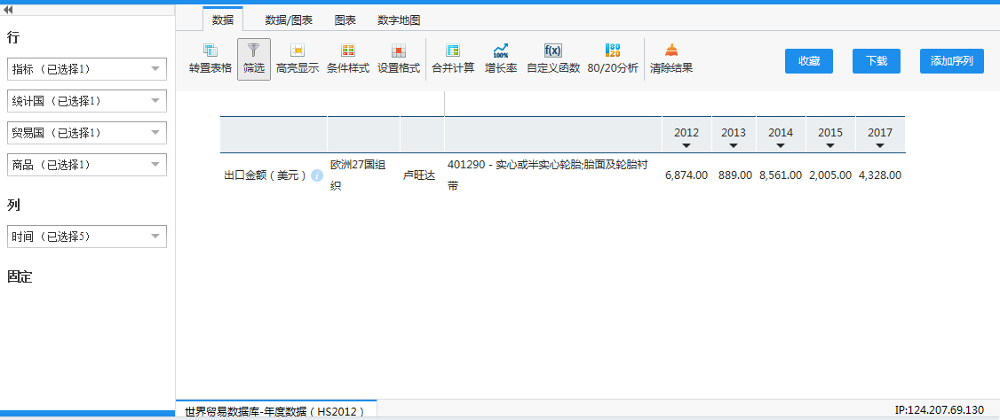 行
指标（已选择1）
统计国（已选择1）
贸易国（已选择1）
商品（已选择1）
列
时间（已选择5）
固定
数据
数据/图表
图表
数字地图
转置表格
筛选
高亮显示
条件样式
设置格式
100%
合并计算
增长率
f(x)
自定义函数
80
20
80/20分析
清除结果
收藏
下载
添加序列
2012 2013 2014 2015 2017
出口金额（美元） i
欧洲27国组
织
卢旺达
401290 - 实心或半实心轮胎;胎面及轮胎衬
带
6,874.00 889.00 8,561.00 2,005.00 4,328.00
世界贸易数据库-年度数据（HS2012）
IP:124.207.69.130